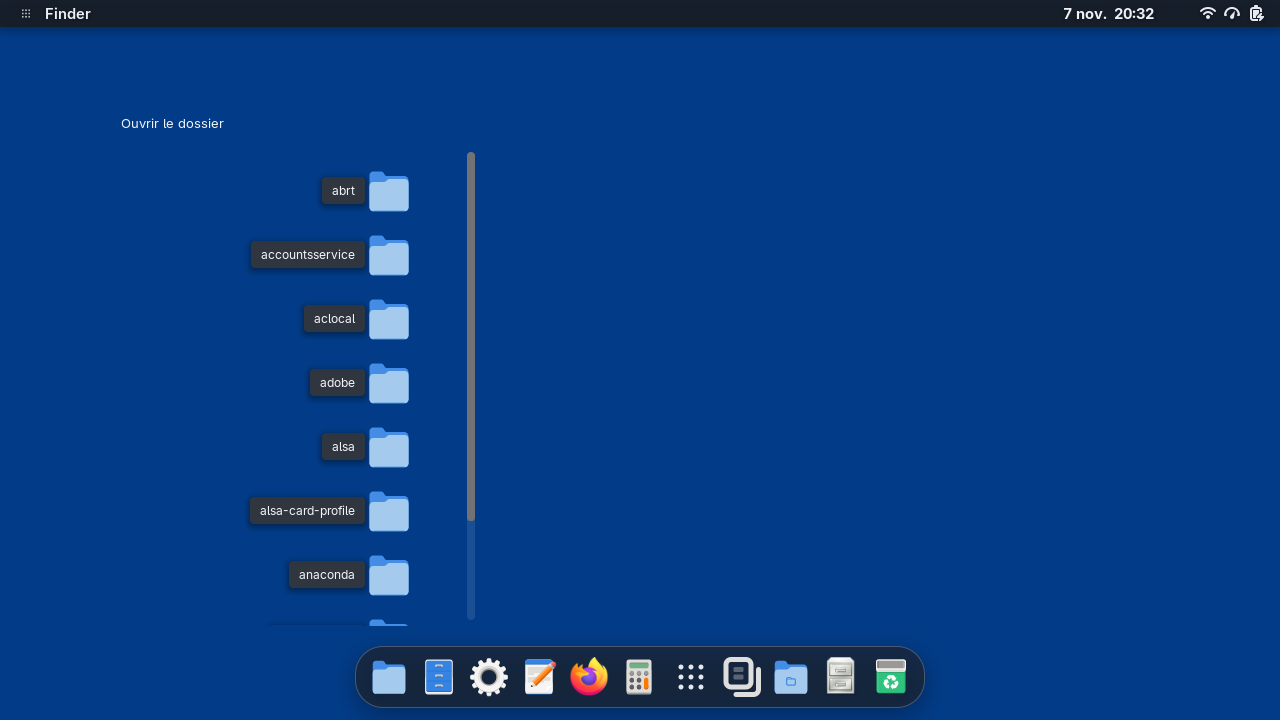 Finder
7 nov. 20:32
Ouvrir le dossier
abrt
accountsservice
aclocal
adobe
alsa
alsa-card-profile
anaconda